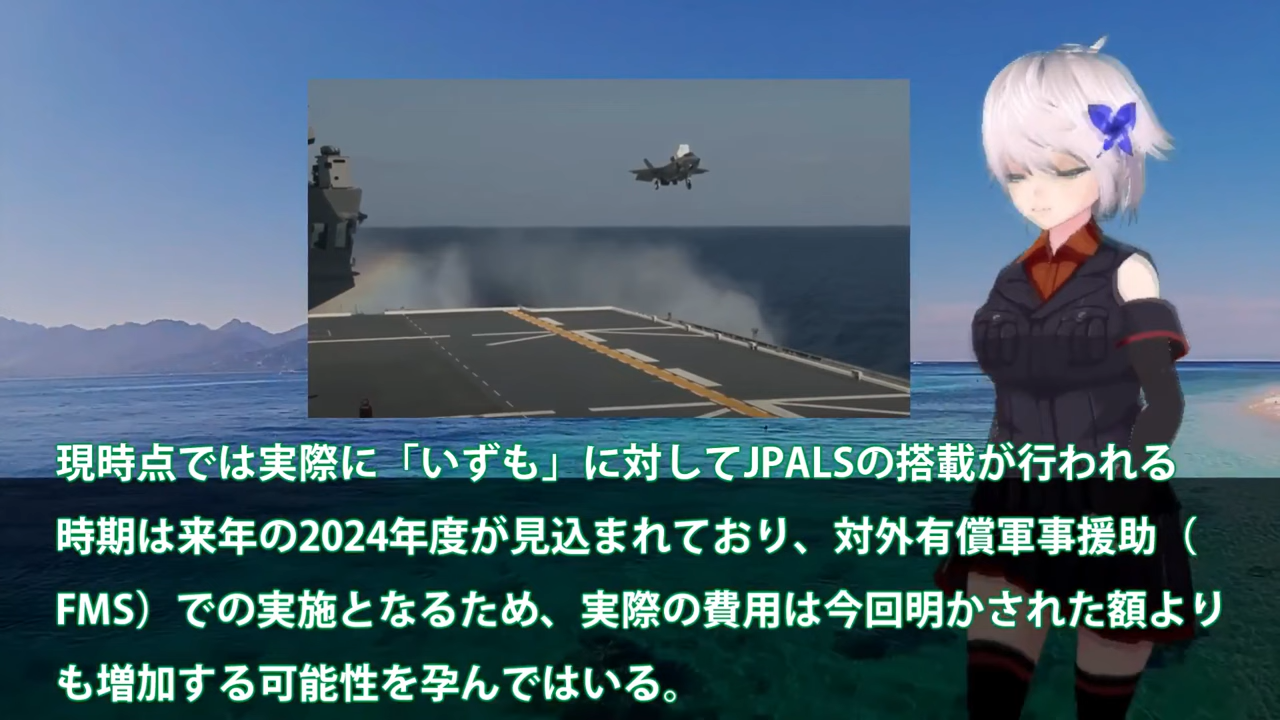 現時点では実際に「いずも」に対してJPALSの搭載が行われる
時期は来年の2024年度が見込まれており、対外有償軍事援助（
FMS）での実施となるため、実際の費用は今回明かされた額より
も増加する可能性を孕んではいる。